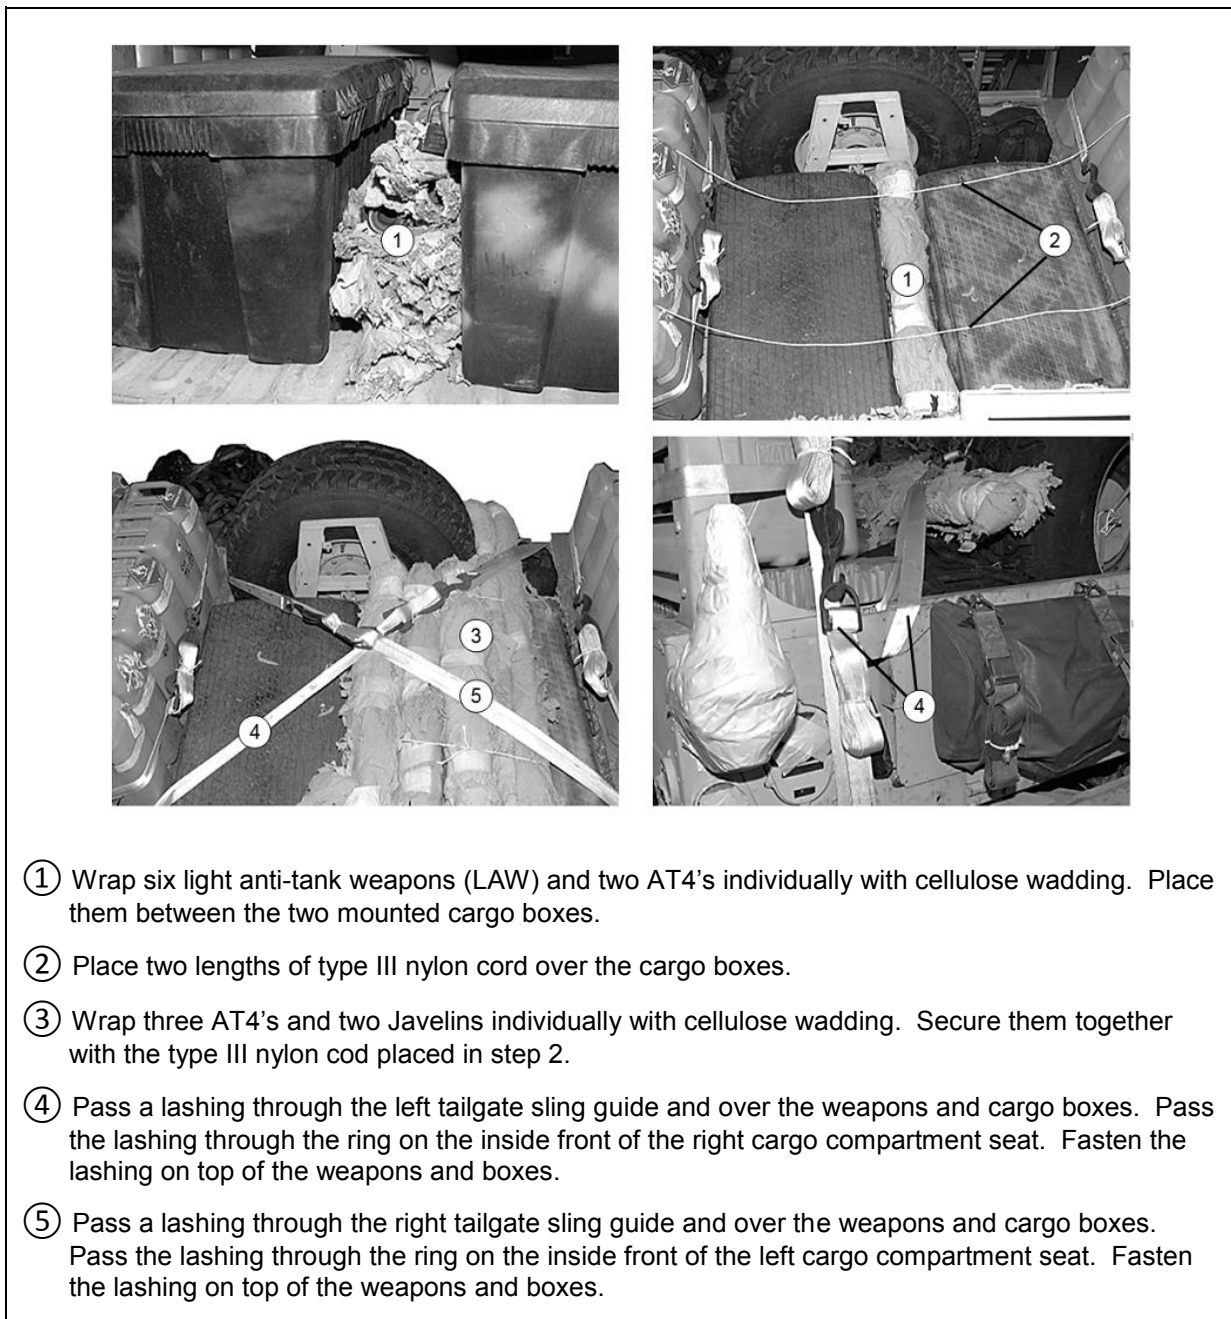 1
1
2
3
5
4
4
① Wrap six light anti-tank weapons (LAW) and two AT4’s individually with cellulose wadding.  Place
them between the two mounted cargo boxes.
② Place two lengths of type III nylon cord over the cargo boxes.
③ Wrap three AT4’s and two Javelins individually with cellulose wadding.  Secure them together
with the type III nylon cod placed in step 2.
④ Pass a lashing through the left tailgate sling guide and over the weapons and cargo boxes.  Pass
the lashing through the ring on the inside front of the right cargo compartment seat.  Fasten the
lashing on top of the weapons and boxes.
⑤ Pass a lashing through the right tailgate sling guide and over the weapons and cargo boxes.
Pass the lashing through the ring on the inside front of the left cargo compartment seat.  Fasten
the lashing on top of the weapons and boxes.